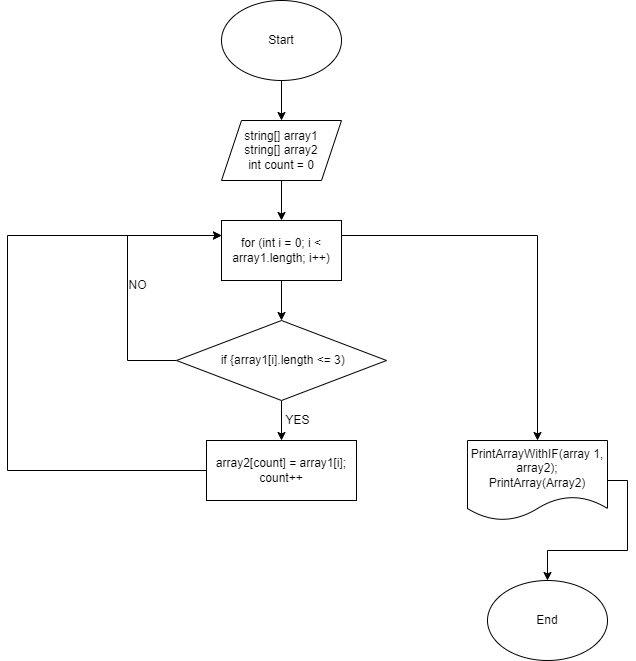 Start
string[] array1
string[] array2
int count = 0
for (int i = 0; i <
array1.length; i++)
NO
if {array1[i].length <= 3)
YES
array2[count] = array1[i];
count++
PrintArrayWithIF(array 1,
array2);
PrintArray(Array2)
End